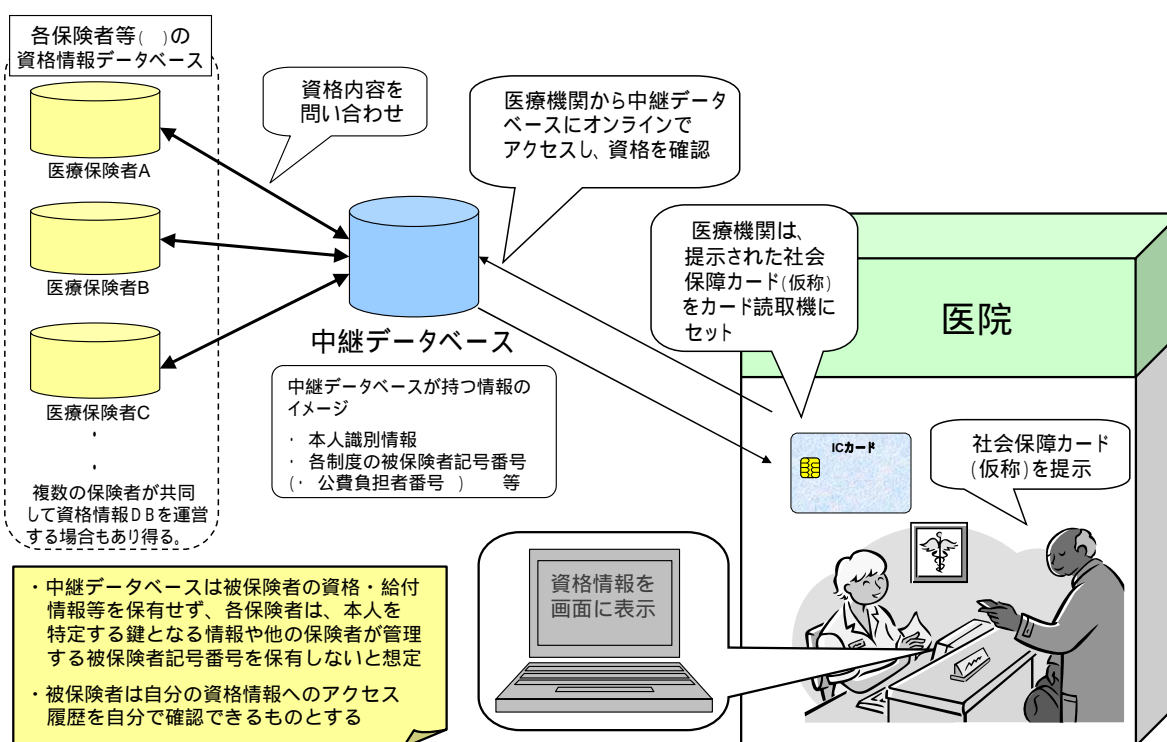 各保険者等(　)の
資格情報データベース
医療保険者A
医療保険者B
医療保険者C
・
・
複数の保険者が共同
して資格情報DBを運営
する場合もあり得る。
資格内容を
問い合わせ
医療機関から中継データ
ベースにオンラインで
アクセスし、資格を確認
中継データベース
中継データベースが持つ情報の
イメージ
・ 本人識別情報
・ 各制度の被保険者記号番号
(・ 公費負担者番号　)　　等
医療機関は、
提示された社会
保障カード(仮称)
をカード読取機に
セット
医院
ICカード
社会保障カード
(仮称)を提示
資格情報を
画面に表示
・中継データベースは被保険者の資格・給付
情報等を保有せず、各保険者は、本人を
特定する鍵となる情報や他の保険者が管理
する被保険者記号番号を保有しないと想定
・被保険者は自分の資格情報へのアクセス
履歴を自分で確認できるものとする